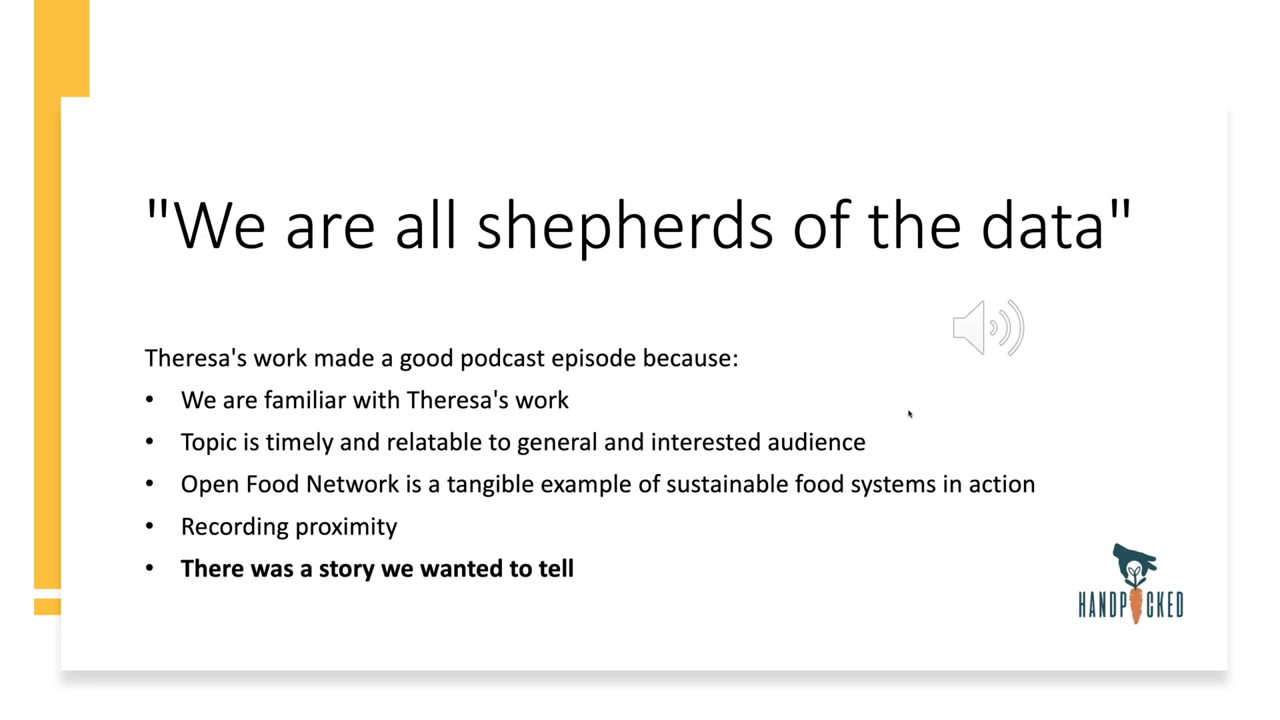 "We are all shepherds of the data"
Theresa's work made a good podcast episode because:
• We are familiar with Theresa's work
• Topic is timely and relatable to general and interested audience
• Open Food Network is a tangible example of sustainable food systems in action
• Recording proximity
• There was a story we wanted to tell
HANDPICKED